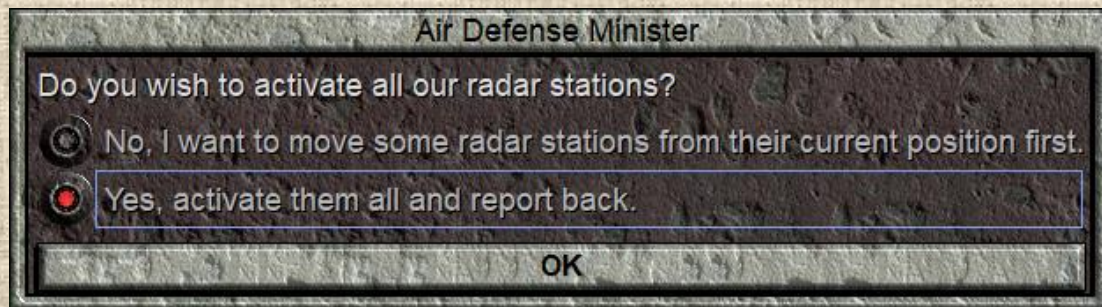 Air Defense Minister
Do you wish to activate all our radar stations?
No, I want to move some radar stations from their current position first.
Yes, activate them all and report back.
OK